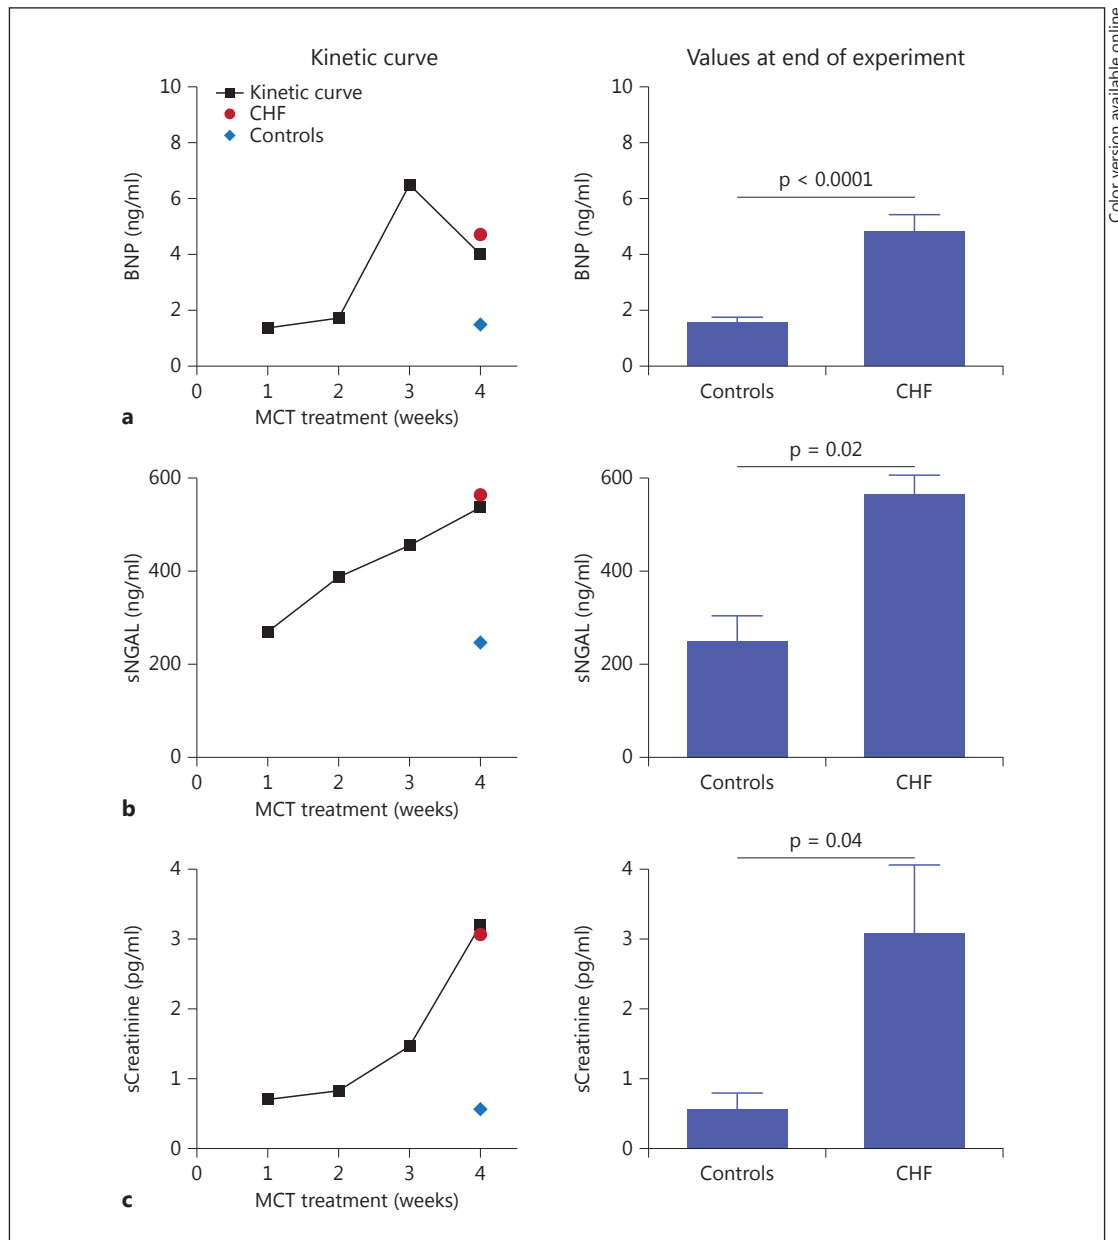 Color version available online
Kinetic curve
Values at end of experiment
10
8
6
4
2
0
BNP (ng/ml)
Kinetic curve
CHF
Controls
0 1 2 3 4
MCT treatment (weeks)
a
10
8
6
4
2
0
BNP (ng/ml)
p < 0.0001
Controls CHF
600
400
200
0
sNGAL (ng/ml)
0 1 2 3 4
MCT treatment (weeks)
b
600
400
200
0
sNGAL (ng/ml)
p = 0.02
Controls CHF
4
3
2
1
0
sCreatinine (pg/ml)
0 1 2 3 4
MCT treatment (weeks)
c
4
3
2
1
0
sCreatinine (pg/ml)
p = 0.04
Controls CHF